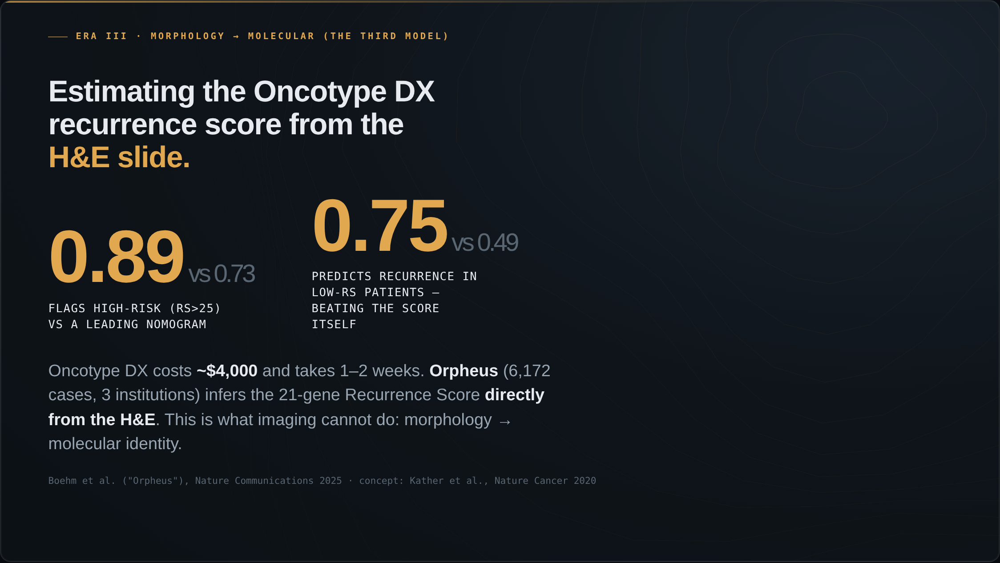 ERA III · MORPHOLOGY → MOLECULAR (THE THIRD MODEL)
Estimating the Oncotype DX
recurrence score from the
H&E slide.
0.89 vs 0.73
FLAGS HIGH-RISK (RS>25)
VS A LEADING NOMOGRAM
0.75 vs 0.49
PREDICTS RECURRENCE IN
LOW-RS PATIENTS —
BEATING THE SCORE
ITSELF
Oncotype DX costs ~$4,000 and takes 1–2 weeks. Orpheus (6,172
cases, 3 institutions) infers the 21-gene Recurrence Score directly
from the H&E. This is what imaging cannot do: morphology →
molecular identity.
Boehm et al. ("Orpheus"), Nature Communications 2025 · concept: Kather et al., Nature Cancer 2020